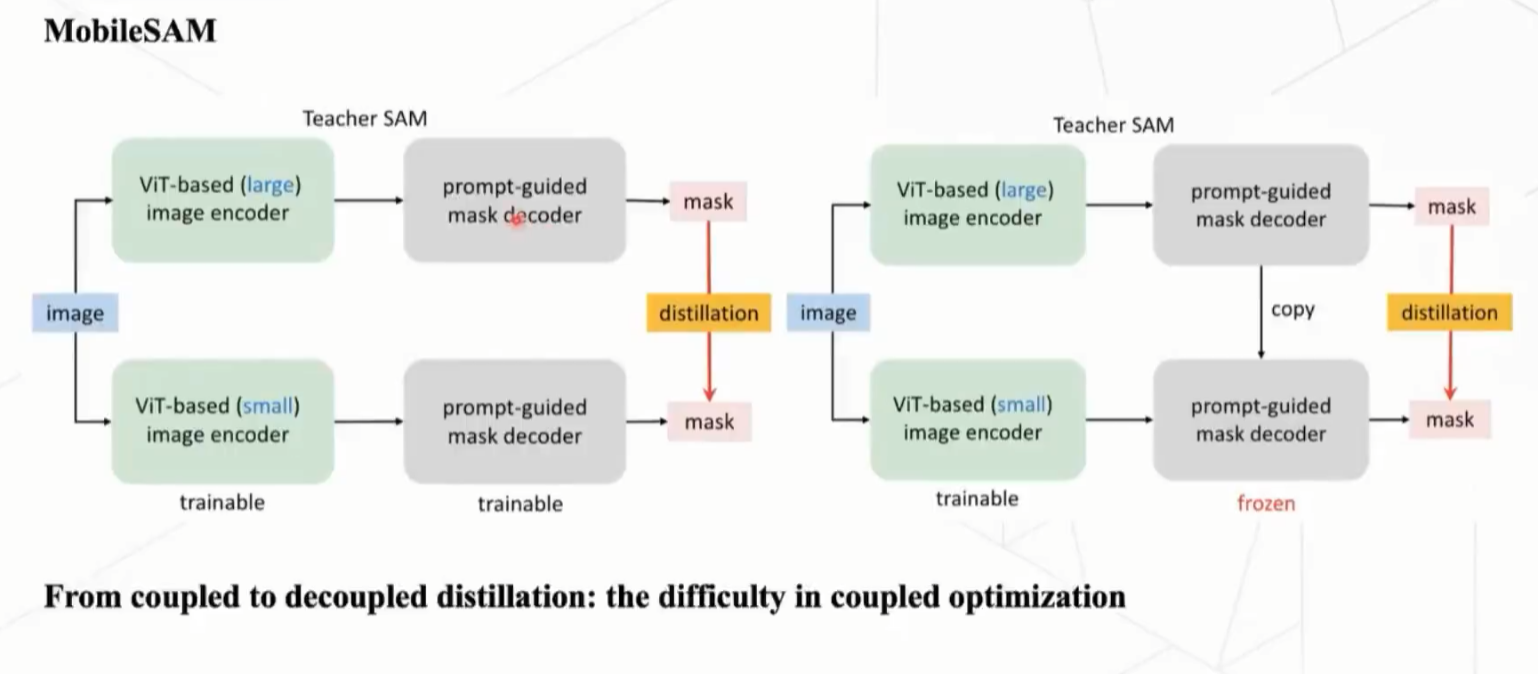 MobileSAM
Teacher SAM
ViT-based (large)
image encoder
prompt-guided
mask decoder
mask
image
distillation
ViT-based (small)
image encoder
prompt-guided
mask decoder
mask
trainable
trainable
Teacher SAM
ViT-based (large)
image encoder
prompt-guided
mask decoder
mask
image
copy
distillation
ViT-based (small)
image encoder
prompt-guided
mask decoder
mask
trainable
frozen
From coupled to decoupled distillation: the difficulty in coupled optimization